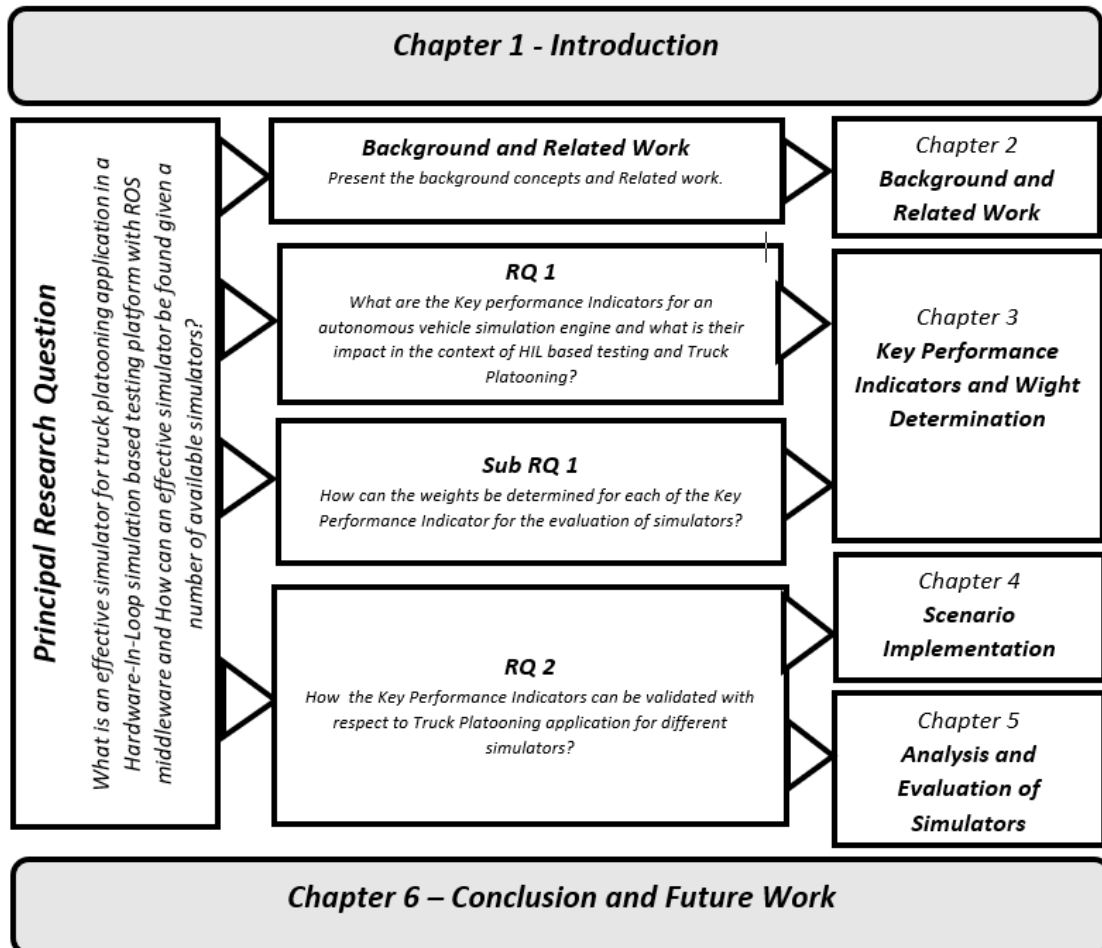 Chapter 1 - Introduction
Principal Research Question
What is an effective simulator for truck platooning application in a
Hardware-In-Loop simulation based testing platform with ROS
middleware and How can an effective simulator be found given a
number of available simulators?
Background and Related Work
Present the background concepts and Related work.
Chapter 2
Background and
Related Work
RQ 1
What are the Key performance Indicators for an
autonomous vehicle simulation engine and what is their
impact in the context of HIL based testing and Truck
Platooning?
Chapter 3
Key Performance
Indicators and Wight
Determination
Sub RQ 1
How can the weights be determined for each of the Key
Performance Indicator for the evaluation of simulators?
RQ 2
How the Key Performance Indicators can be validated with
respect to Truck Platooning application for different
simulators?
Chapter 4
Scenario
Implementation
Chapter 5
Analysis and
Evaluation of
Simulators
Chapter 6 – Conclusion and Future Work